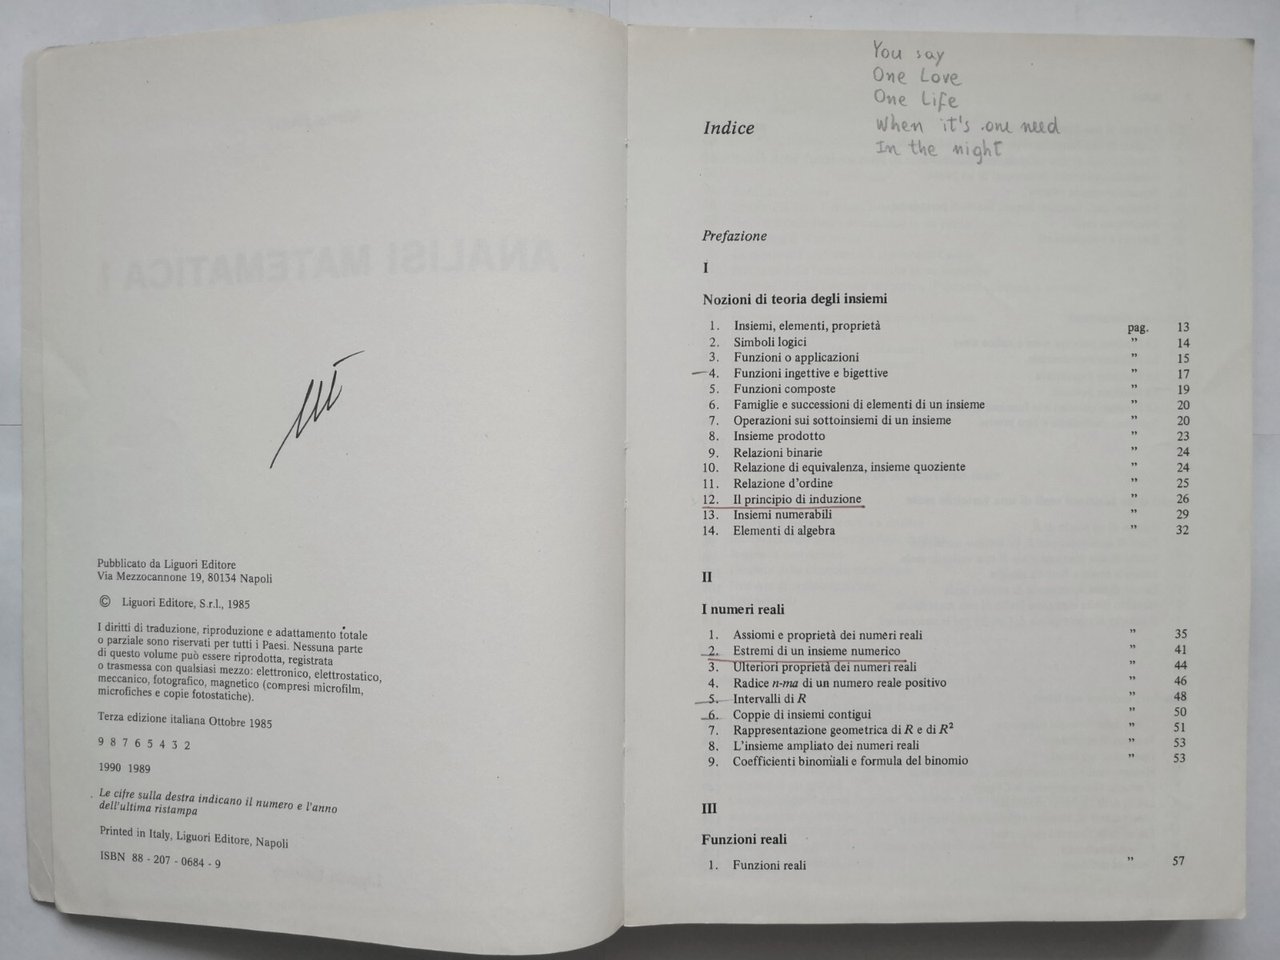 Pubblicato da Liguori Editore
Via Mezzocannone 19, 80134 Napoli
© Liguori Editore, S.r.l., 1985
I diritti di traduzione, riproduzione e adattamento totale
o parziale sono riservati per tutti i Paesi. Nessuna parte
di questo volume può essere riprodotta, registrata
o trasmessa con qualsiasi mezzo: elettronico, elettrostatico,
meccanico, fotografico, magnetico (compresi microfilm,
microfiches e copie fotostatiche).
Terza edizione italiana Ottobre 1985
9 8 7 6 5 4 3 2
1990 1989
Le cifre sulla destra indicano il numero e l'anno
dell'ultima ristampa
Printed in Italy, Liguori Editore, Napoli
ISBN 88 - 207 - 0684 - 9
You say
One Love
One Life
When it's one need
In the night
Indice
Prefazione
I
Nozioni di teoria degli insiemi
1. Insiemi, elementi, proprietà pag. 13
2. Simboli logici " 14
3. Funzioni o applicazioni " 15
4. Funzioni ingettive e bigettive " 17
5. Funzioni composte " 19
6. Famiglie e successioni di elementi di un insieme " 20
7. Operazioni sui sottoinsiemi di un insieme " 20
8. Insieme prodotto " 23
9. Relazioni binarie " 24
10. Relazione di equivalenza, insieme quoziente " 24
11. Relazione d'ordine " 25
12. Il principio di induzione " 26
13. Insiemi numerabili " 29
14. Elementi di algebra " 32
II
I numeri reali
1. Assiomi e proprietà dei numeri reali " 35
2. Estremi di un insieme numerico " 41
3. Ulteriori proprietà dei numeri reali " 44
4. Radice n-ma di un numero reale positivo " 46
5. Intervalli di R " 48
6. Coppie di insiemi contigui " 50
7. Rappresentazione geometrica di R e di R² " 51
8. L'insieme ampliato dei numeri reali " 53
9. Coefficienti binomiali e formula del binomio " 53
III
Funzioni reali
1. Funzioni reali " 57